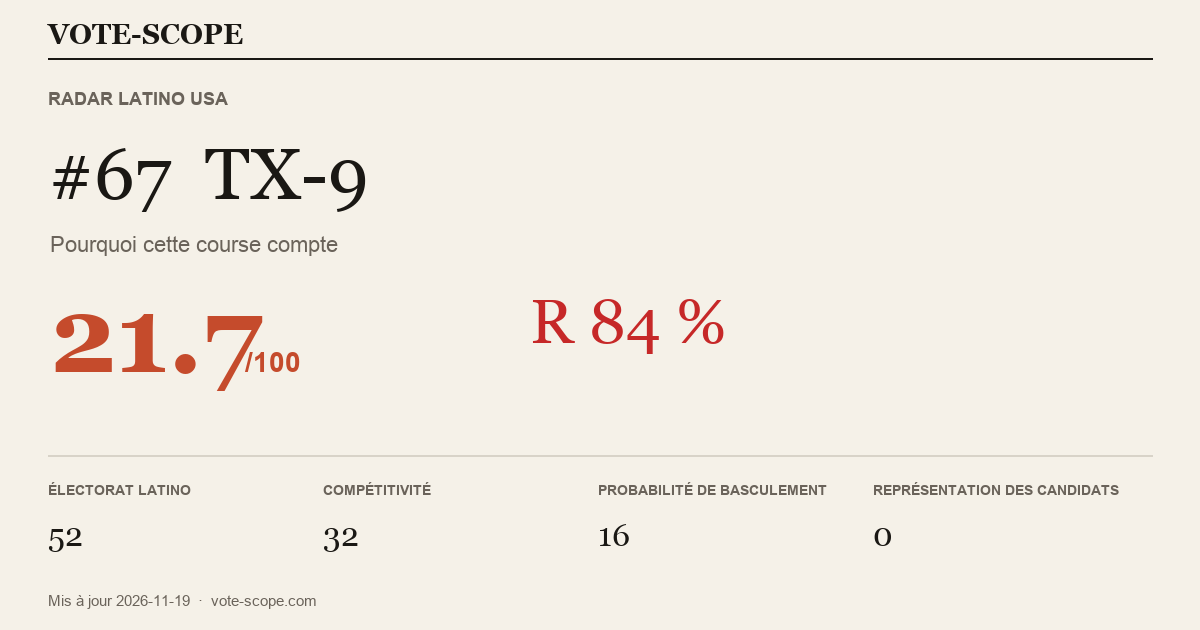 VOTE-SCOPE
RADAR LATINO USA
#67 TX-9
Pourquoi cette course compte
21.7/100
R 84 %
ÉLECTORAT LATINO
COMPÉTITIVITÉ
PROBABILITÉ DE BASCULEMENT
REPRÉSENTATION DES CANDIDATS
52
32
16
0
Mis à jour 2026-11-19 · vote-scope.com